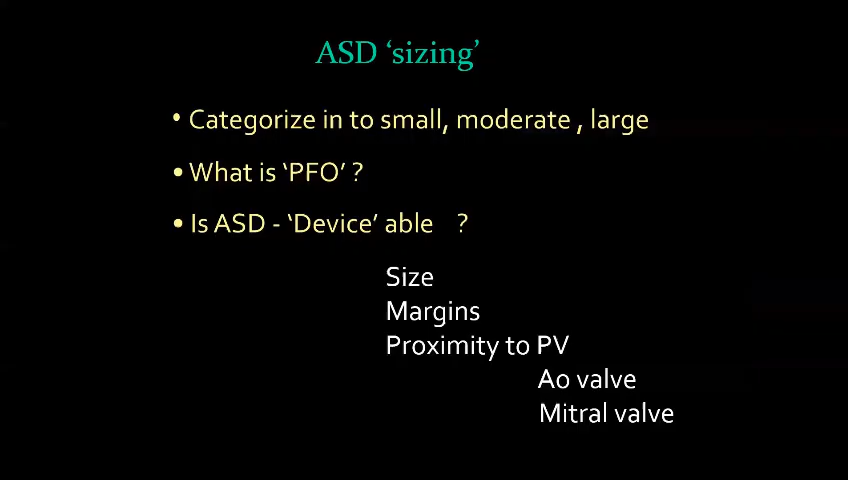 ASD ‘sizing’
• Categorize in to small, moderate , large
• What is ‘PFO’ ?
• Is ASD - ‘Device’ able ?
Size
Margins
Proximity to PV
Ao valve
Mitral valve